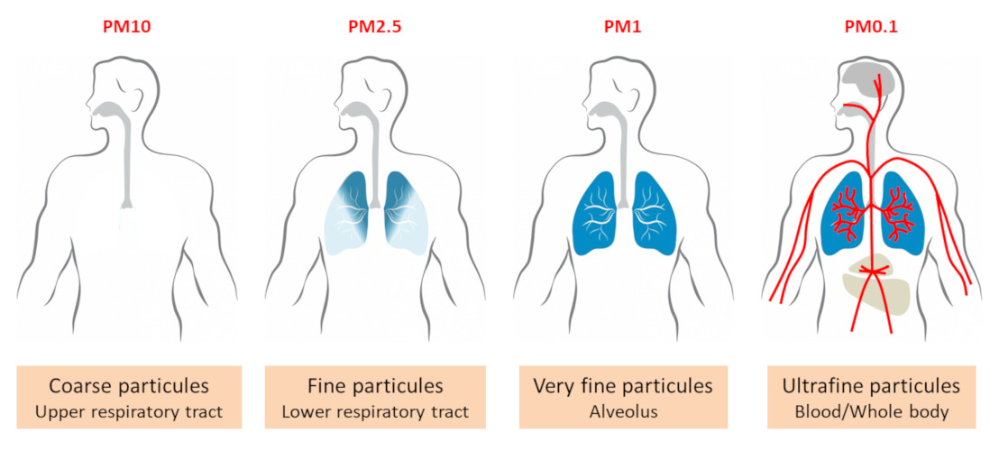 PM10
PM2.5
PM1
PM0.1
Coarse particules
Upper respiratory tract
Fine particules
Lower respiratory tract
Very fine particules
Alveolus
Ultrafine particules
Blood/Whole body